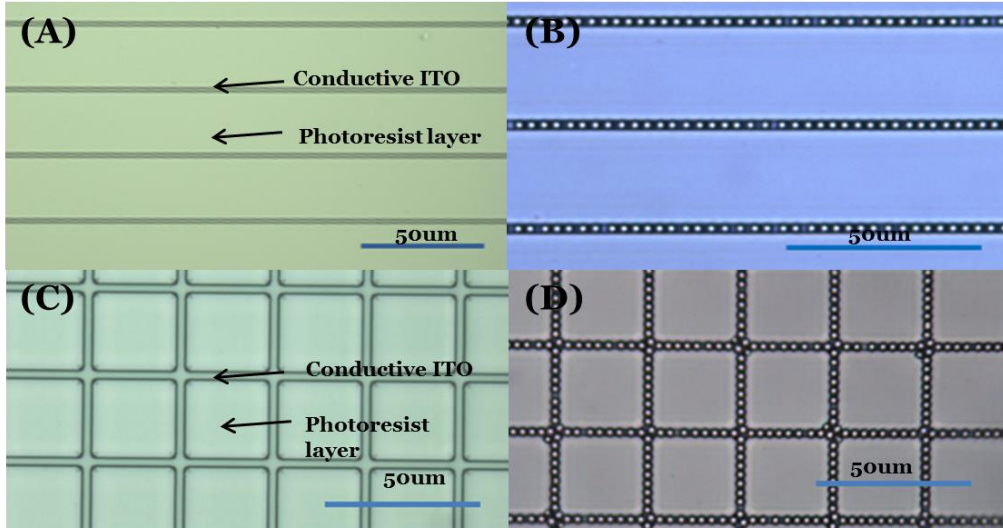 (A)
Conductive ITO
Photoresist layer
50um
(B)
50um
(C)
Conductive ITO
Photoresist
layer
50um
(D)
50um